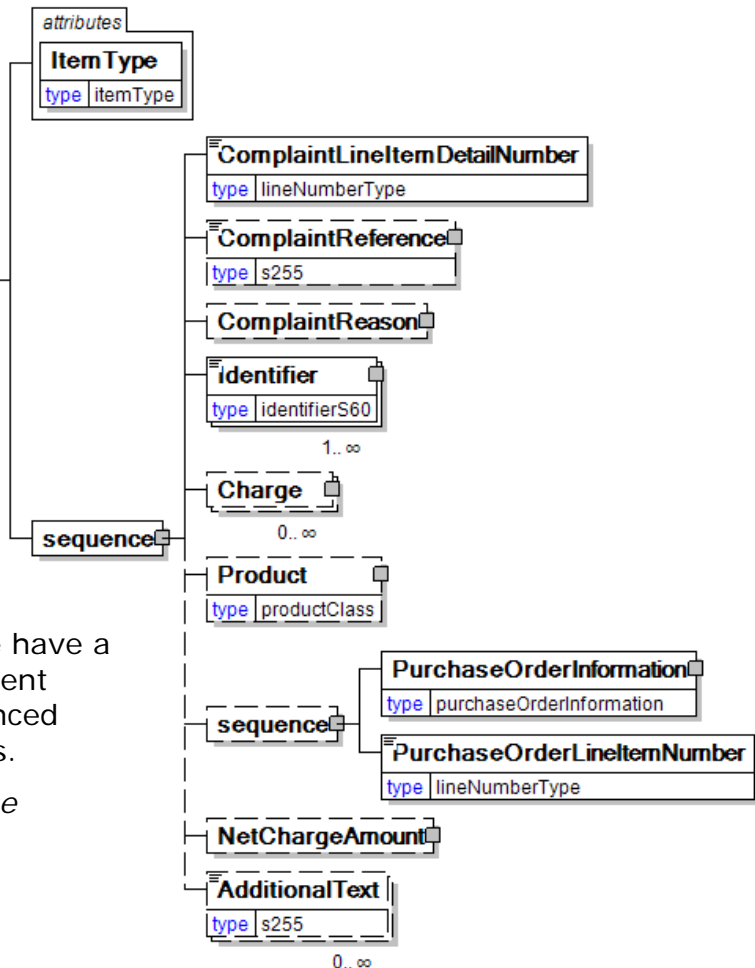 attributes
ItemType
type itemType
ComplaintLineItemDetailNumber
type lineNumberType
ComplaintReference
type s255
ComplaintReason
Identifier
type identifierS60
1.. ∞
Charge
0.. ∞
sequence
Product
type productClass
have a
ent
nced
s.
e
sequence
PurchaseOrderInformation
type purchaseOrderInformation
PurchaseOrderLineItemNumber
type lineNumberType
NetChargeAmount
AdditionalText
type s255
0.. ∞